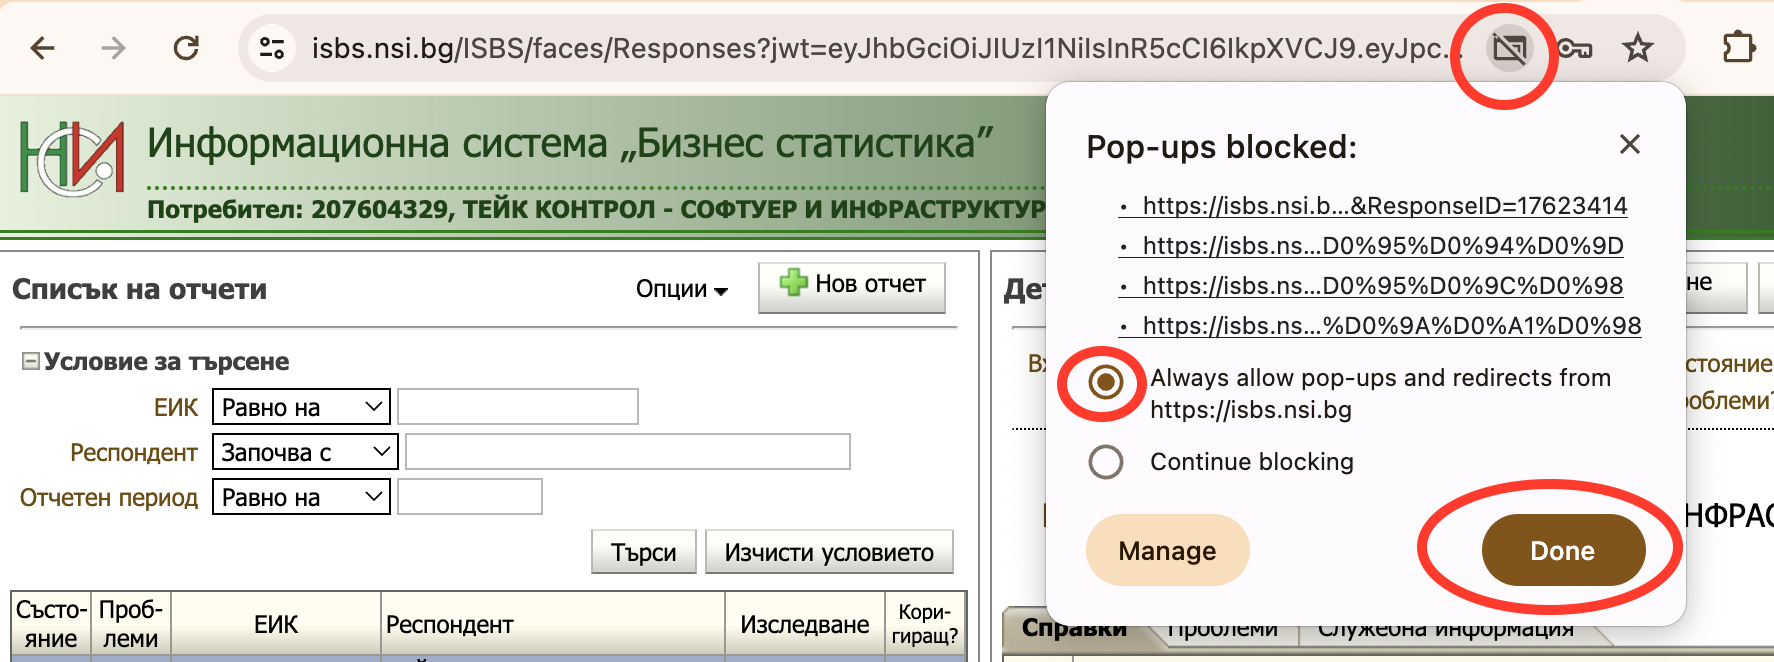 isbs.nsi.bg/ISBS/faces/Responses?jwt=eyJhbGciOiJIUzI1NiIsInR5cCI6IkpXVCJ9.eyJpc...
НСИ
Информационна система „Бизнес статистика”
Потребител: 207604329, ТЕЙК КОНТРОЛ - СОФТУЕР И ИНФРАСТРУКТУР
Списък на отчети
Опции
Нов отчет
Условие за търсене
ЕИК Равно на
Респондент Започва с
Отчетен период Равно на
Търси Изчисти условието
Състо-
яние
Проб-
леми
ЕИК
Респондент
Изследване
Кори-
гиращ?
Pop-ups blocked:
• https://isbs.nsi.b...&ResponseID=17623414
• https://isbs.ns...D0%95%D0%94%D0%9D
• https://isbs.ns...D0%95%D0%9C%D0%98
• https://isbs.ns...%D0%9A%D0%A1%D0%98
Always allow pop-ups and redirects from
https://isbs.nsi.bg
Continue blocking
Manage Done
Справки Проблеми Служебна информация